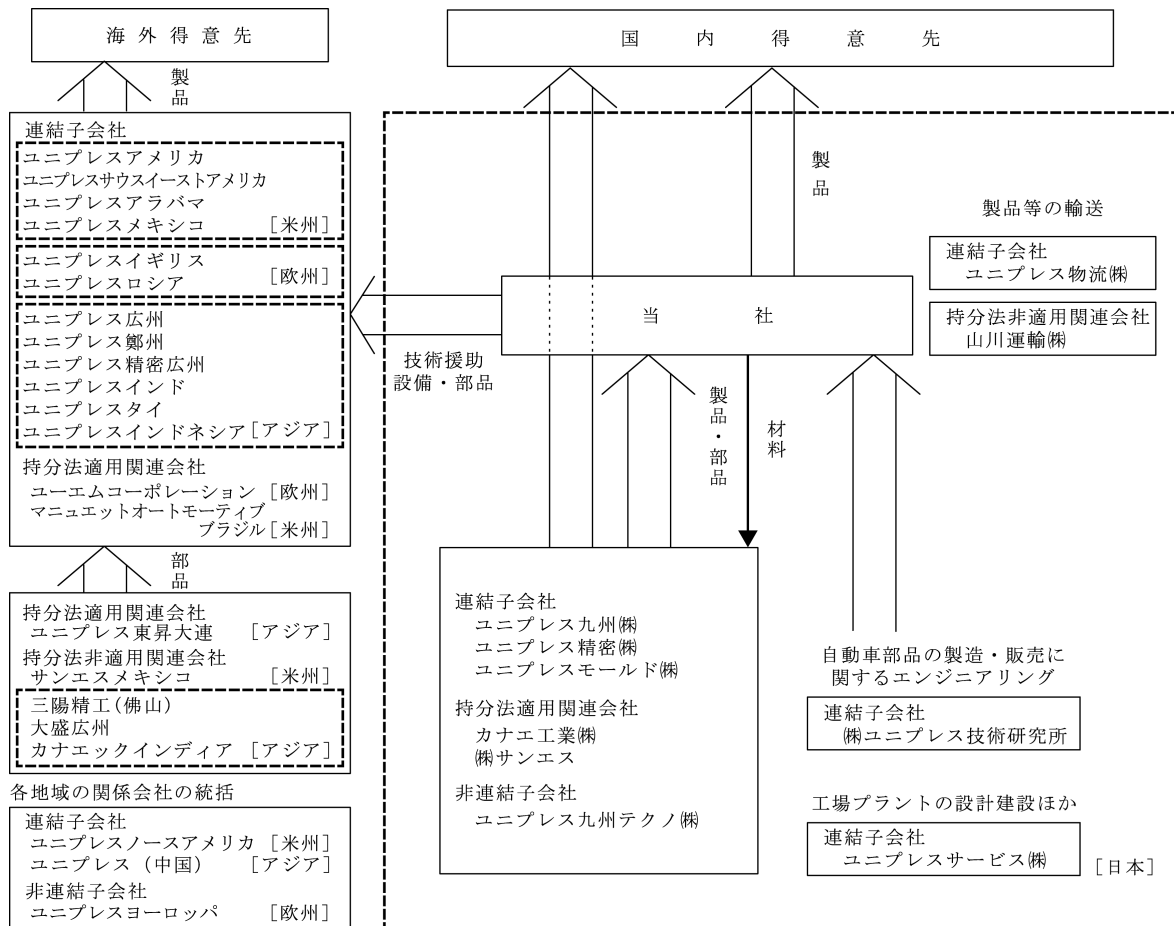 海外得意先
国内得意先
製品
連結子会社
ユニプレスアメリカ
ユニプレスサウスイーストアメリカ
ユニプレスアラバマ
ユニプレスメキシコ [米州]
ユニプレスイギリス
ユニプレスロシア [欧州]
ユニプレス広州
ユニプレス鄭州
ユニプレス精密広州
ユニプレスインド
ユニプレスタイ
ユニプレスインドネシア [アジア]
持分法適用関連会社
ユーエムコーポレーション [欧州]
マニュエットオートモーティブ
ブラジル [米州]
部品
持分法適用関連会社
ユニプレス東昇大連 [アジア]
持分法非適用関連会社
サンエスメキシコ [米州]
三陽精工(佛山)
大盛広州
カナエックインディア [アジア]
各地域の関係会社の統括
連結子会社
ユニプレスノースアメリカ [米州]
ユニプレス(中国) [アジア]
非連結子会社
ユニプレスヨーロッパ [欧州]
製品
当社
技術援助
設備・部品
製品・部品
材料
連結子会社
ユニプレス九州㈱
ユニプレス精密㈱
ユニプレスモールド㈱
持分法適用関連会社
カナエ工業㈱
㈱サンエス
非連結子会社
ユニプレス九州テクノ㈱
製品等の輸送
連結子会社
ユニプレス物流㈱
持分法非適用関連会社
山川運輸㈱
自動車部品の製造・販売に
関するエンジニアリング
連結子会社
㈱ユニプレス技術研究所
工場プラントの設計建設ほか
連結子会社
ユニプレスサービス㈱
[日本]